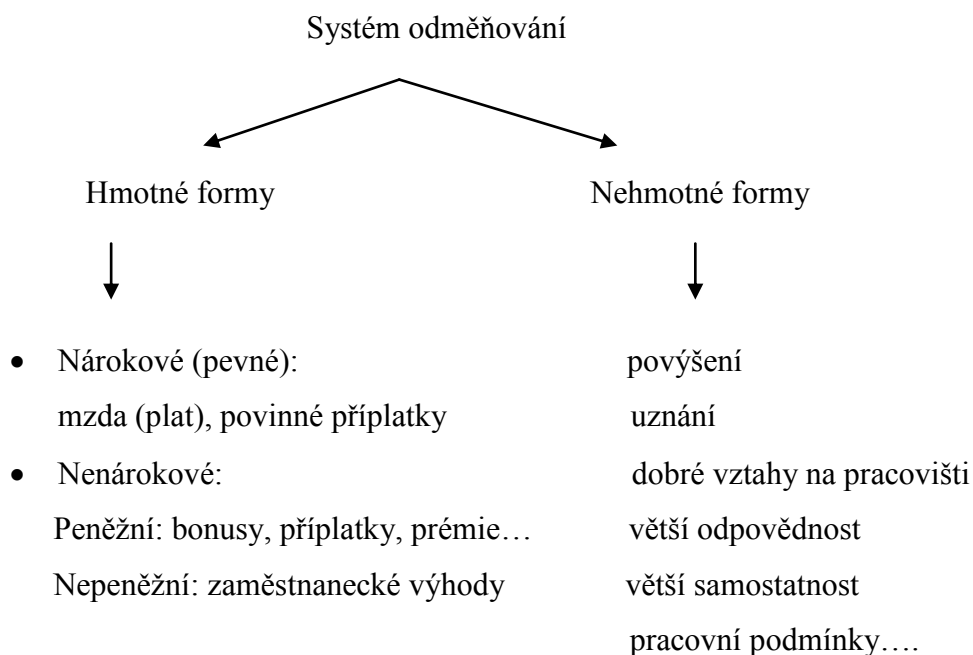 Systém odměňování
Hmotné formy
Nehmotné formy
• Nárokové (pevné):
mzda (plat), povinné příplatky
• Nenárokové:
Peněžní: bonusy, příplatky, prémie…
Nepeněžní: zaměstnanecké výhody
povýšení
uznání
dobré vztahy na pracovišti
větší odpovědnost
větší samostatnost
pracovní podmínky….